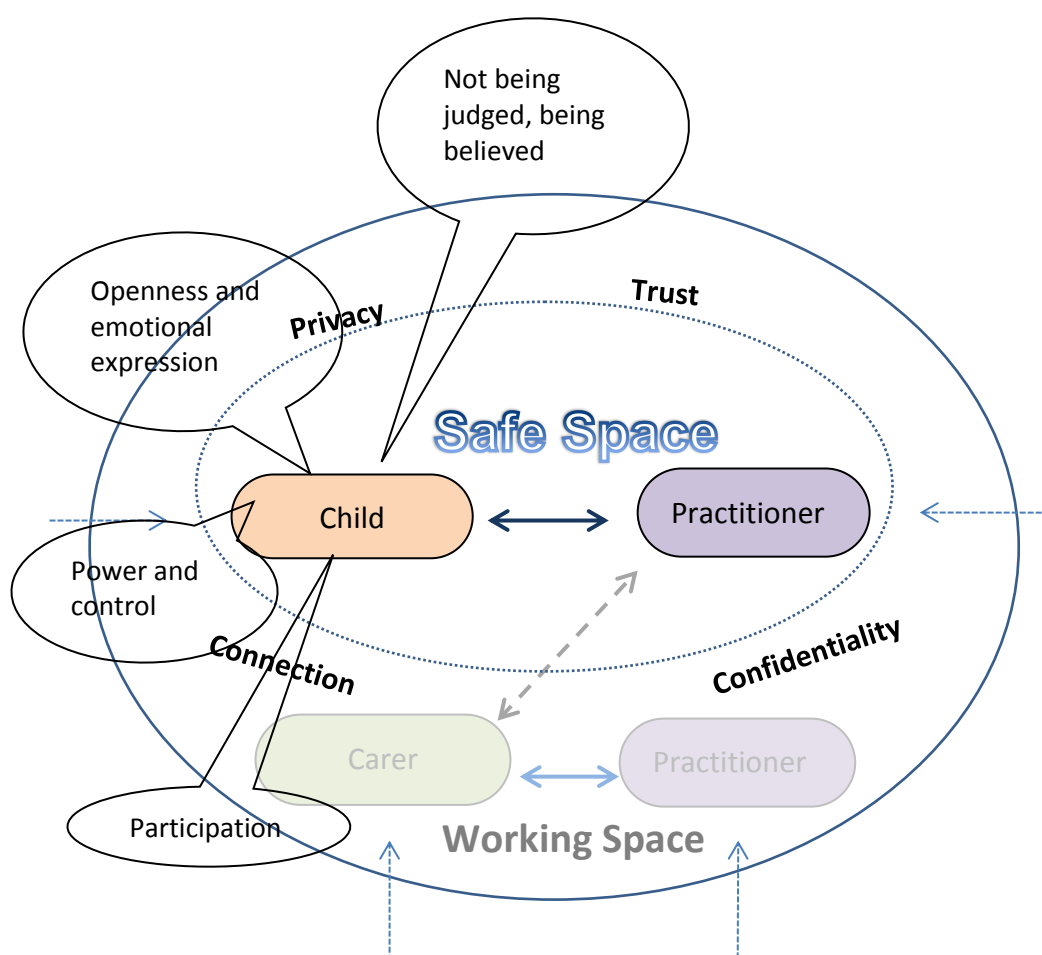 Not being
judged, being
believed
Openness and
emotional
expression
Privacy
Trust
Safe Space
Child
Practitioner
Power and
control
Connection
Confidentiality
Carer
Practitioner
Participation
Working Space